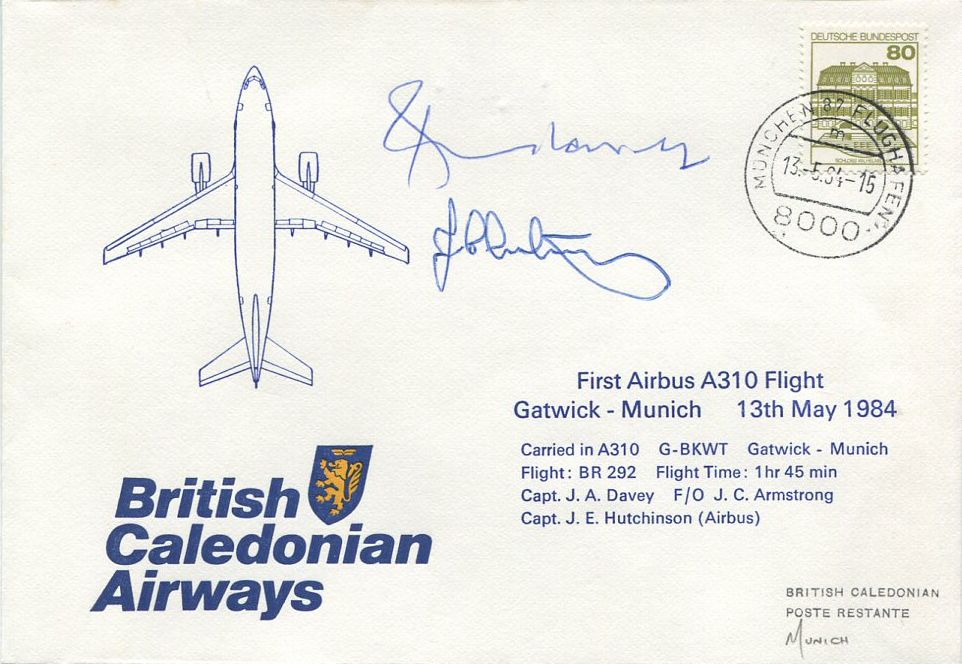 DEUTSCHE BUNDESPOST
80
MÜNCHEN 87 FLUGHAFEN
m
13.-5.84-15
8000
First Airbus A310 Flight
Gatwick - Munich 13th May 1984
Carried in A310 G-BKWT Gatwick - Munich
Flight: BR 292 Flight Time: 1hr 45 min
Capt. J. A. Davey F/O J. C. Armstrong
Capt. J. E. Hutchinson (Airbus)
British
Caledonian
Airways
BRITISH CALEDONIAN
POSTE RESTANTE
MUNICH